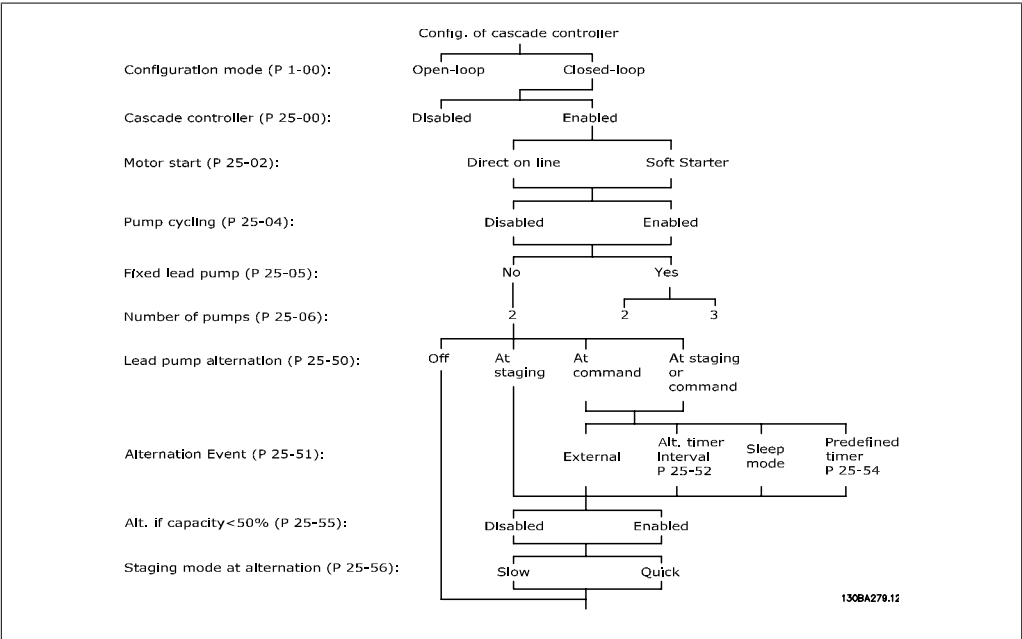 Config. of cascade controller
Configuration mode (P 1-00): Open-loop Closed-loop
Cascade controller (P 25-00): Disabled Enabled
Motor start (P 25-02): Direct on line Soft Starter
Pump cycling (P 25-04): Disabled Enabled
Fixed lead pump (P 25-05): No Yes
Number of pumps (P 25-06): 2 2 3
Lead pump alternation (P 25-50): Off At staging At command At staging or command
Alternation Event (P 25-51): External Alt. timer Interval P 25-52 Sleep mode Predefined timer P 25-54
Alt. if capacity<50% (P 25-55): Disabled Enabled
Staging mode at alternation (P 25-56): Slow Quick
130BA279.12